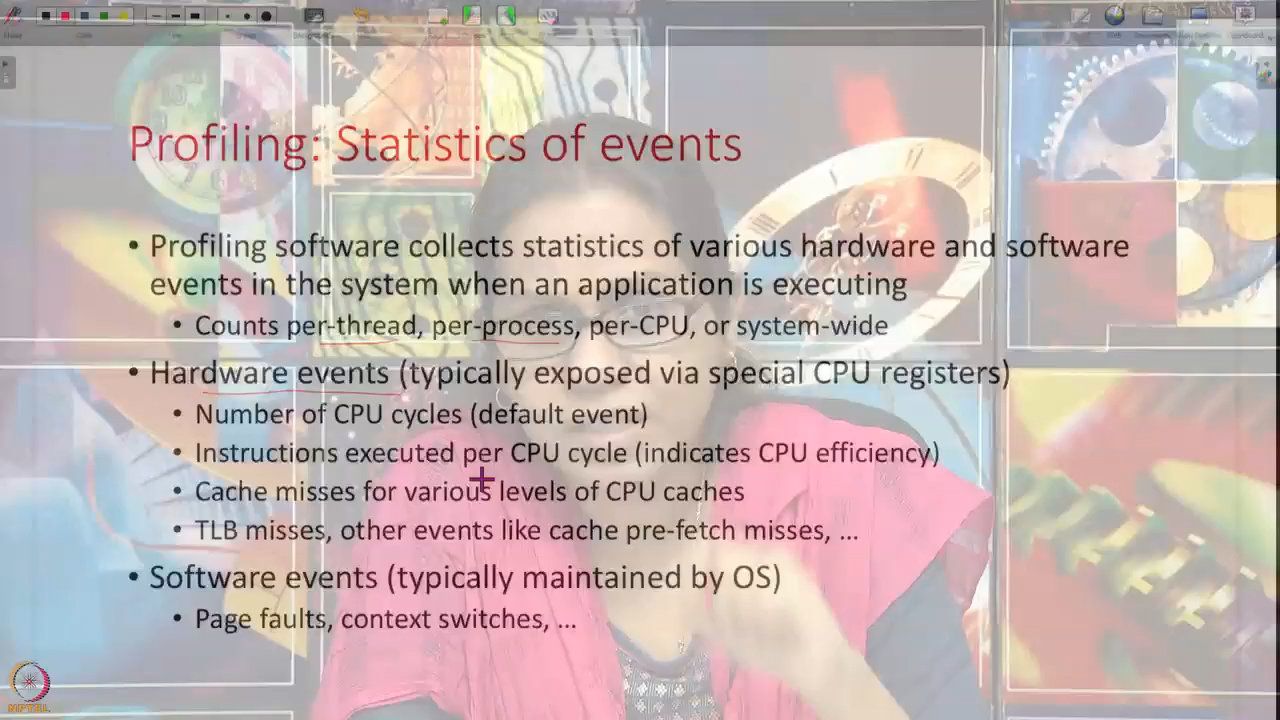 Profiling: Statistics of events
• Profiling software collects statistics of various hardware and software
events in the system when an application is executing
• Counts per-thread, per-process, per-CPU, or system-wide
• Hardware events (typically exposed via special CPU registers)
• Number of CPU cycles (default event)
• Instructions executed per CPU cycle (indicates CPU efficiency)
• Cache misses for various levels of CPU caches
• TLB misses, other events like cache pre-fetch misses, ...
• Software events (typically maintained by OS)
• Page faults, context switches, ...
NPTEL